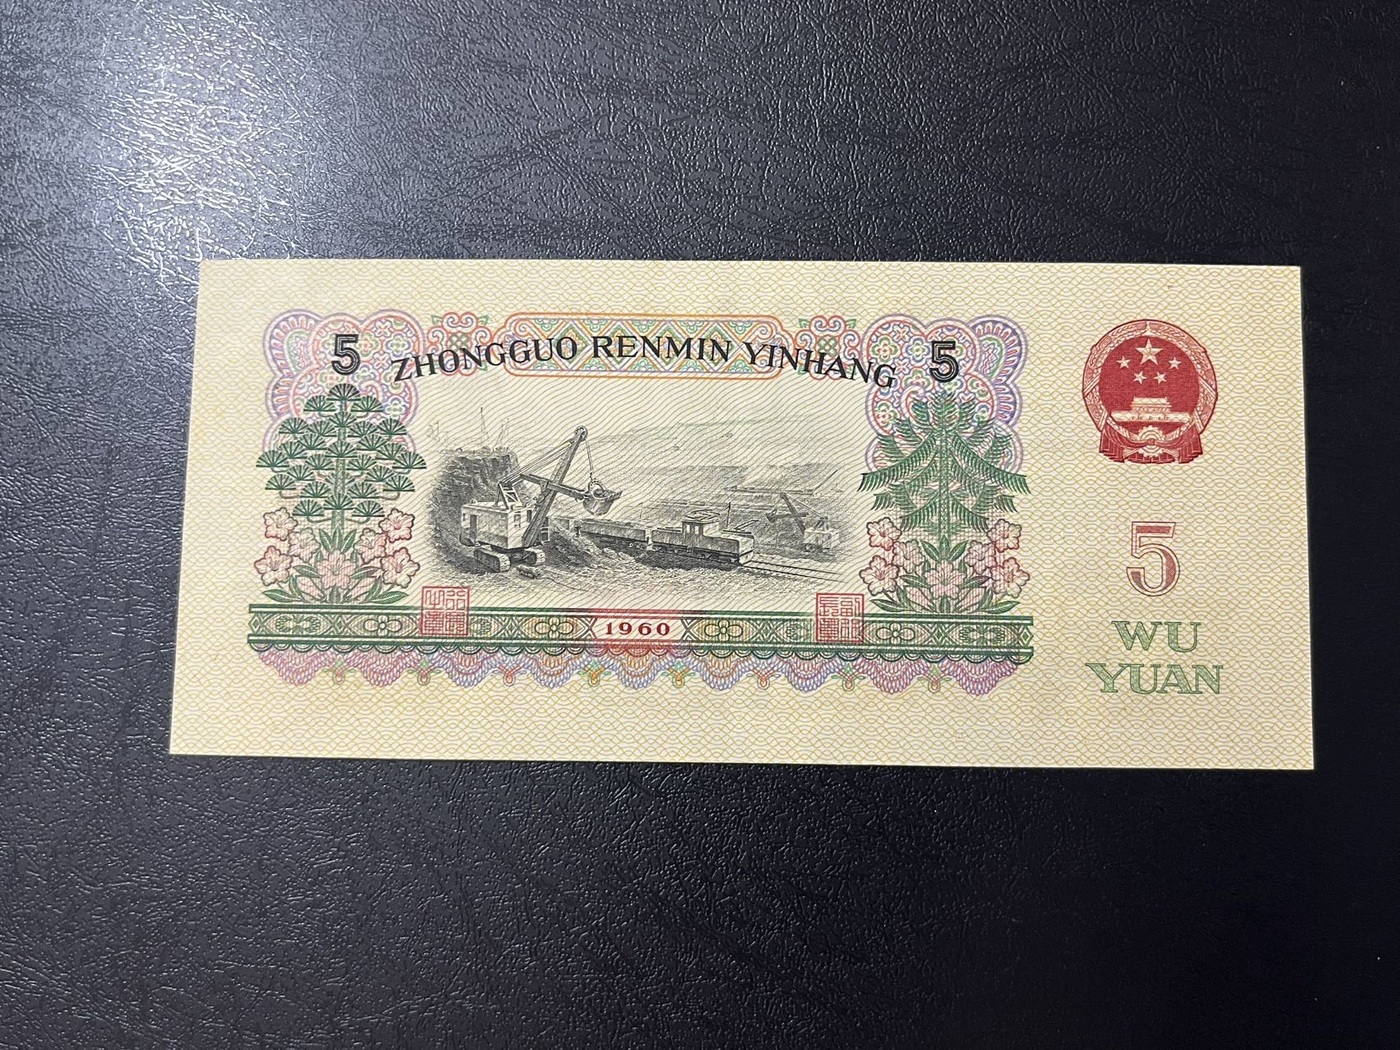 5 ZHONGGUO RENMIN YINHANG 5
5
WU
YUAN
1960